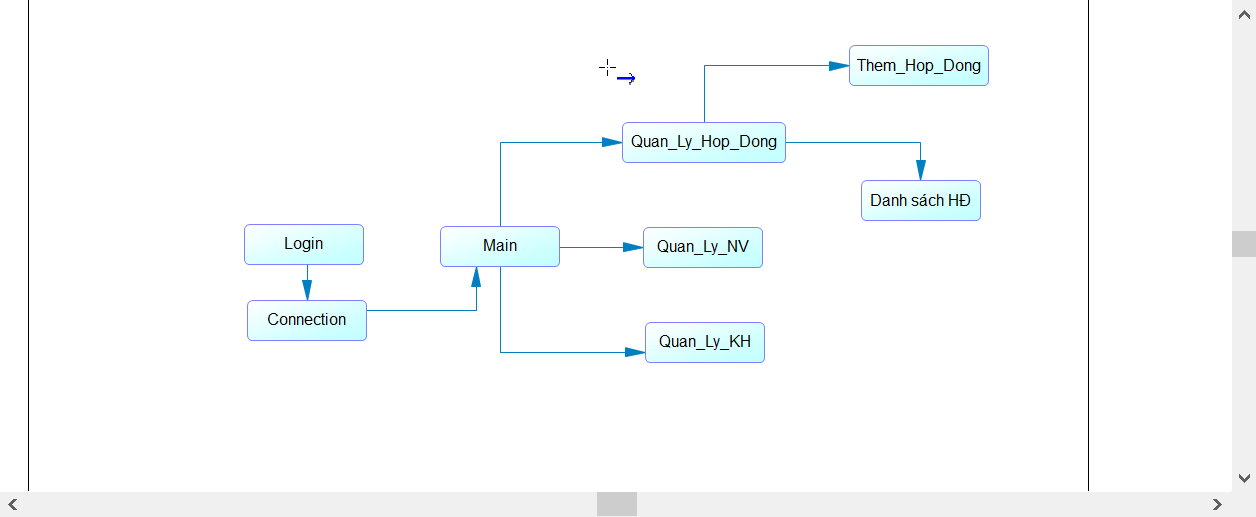 Them_Hop_Dong
Quan_Ly_Hop_Dong
Danh sách HĐ
Login
Main
Quan_Ly_NV
Connection
Quan_Ly_KH